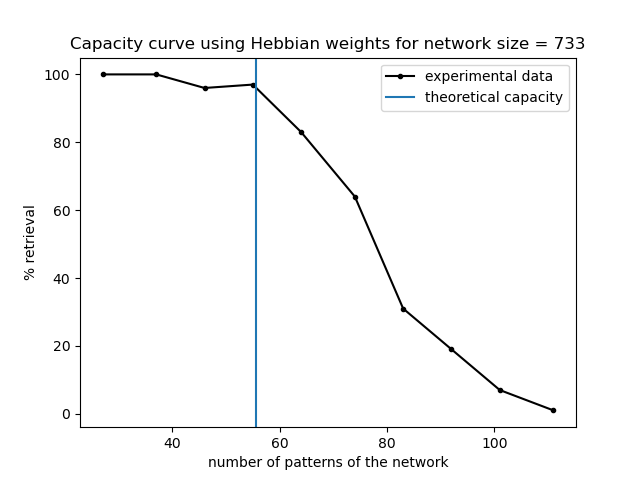 Capacity curve using Hebbian weights for network size = 733
experimental data
theoretical capacity
% retrieval
100
80
60
40
20
0
40
60
80
100
number of patterns of the network